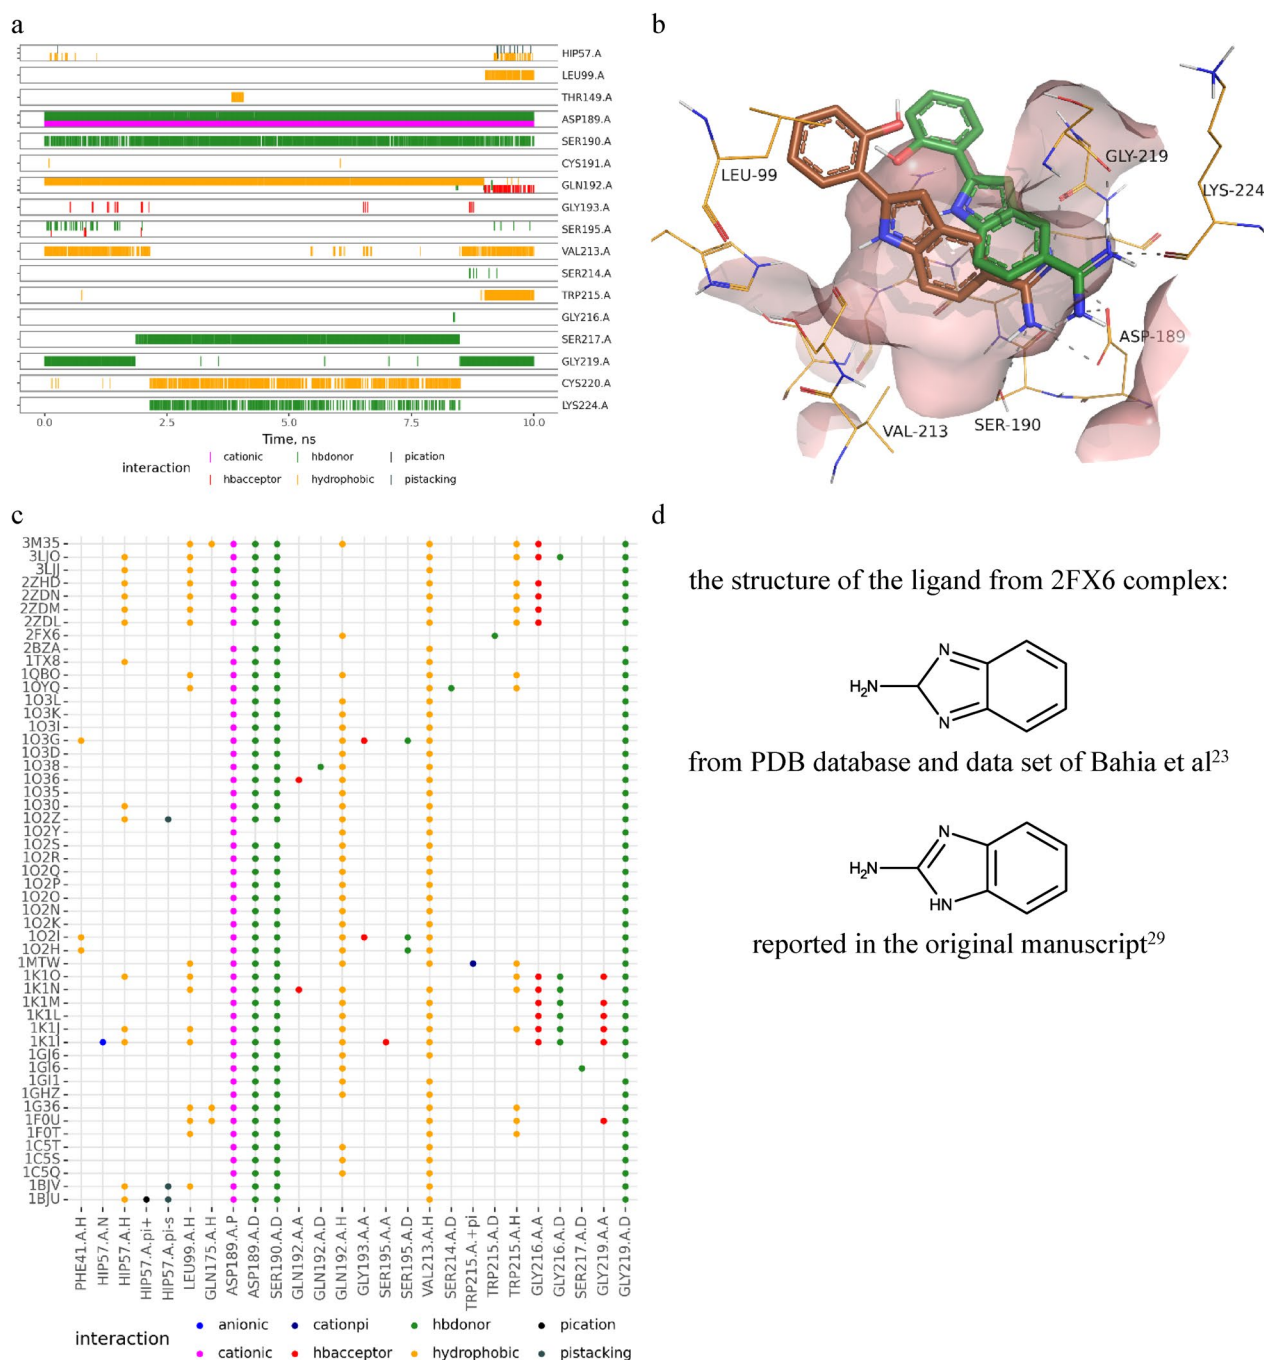 a
HIP57.A
LEU99.A
THR149.A
ASP189.A
SER190.A
CYS191.A
GLN192.A
GLY193.A
SER195.A
VAL213.A
SER214.A
TRP215.A
GLY216.A
SER217.A
GLY219.A
CYS220.A
LYS224.A
0.0 2.5 5.0 7.5 10.0
Time, ns
interaction
cationic hbdonor pication
hbacceptor hydrophobic pistacking
b
LEU-99
GLY-219
LYS-224
ASP-189
SER-190
VAL-213
c
3M35
3LJO
3LJJ
2ZHD
2ZDN
2ZDM
2ZDL
2FX6
2BZA
1TX8
1QBO
1OYQ
1O3L
1O3K
1O3I
1O3G
1O3D
1O38
1O36
1O35
1O30
1O2Z
1O2Y
1O2S
1O2R
1O2Q
1O2P
1O2O
1O2N
1O2K
1O2I
1O2H
1MTW
1K1O
1K1N
1K1M
1K1L
1K1J
1K1I
1GJ6
1GI6
1GI1
1GHZ
1G36
1F0U
1F0T
1C5T
1C5S
1C5Q
1BJV
1BJU
PHE41.A.H
HIP57.A.N
HIP57.A.H
HIP57.A.pi+
HIP57.A.pi-s
LEU99.A.H
GLN175.A.H
ASP189.A.P
ASP189.A.D
SER190.A.D
GLN192.A.A
GLN192.A.D
GLN192.A.H
GLY193.A.A
SER195.A.A
SER195.A.D
VAL213.A.H
SER214.A.D
TRP215.A.+pi
TRP215.A.D
TRP215.A.H
GLY216.A.A
GLY216.A.D
SER217.A.D
GLY219.A.A
GLY219.A.D
interaction
anionic cationpi hbdonor pication
cationic hbacceptor hydrophobic pistacking
d
the structure of the ligand from 2FX6 complex:
N
H₂N
N
from PDB database and data set of Bahia et al²³
N
H₂N
HN
reported in the original manuscript²⁹